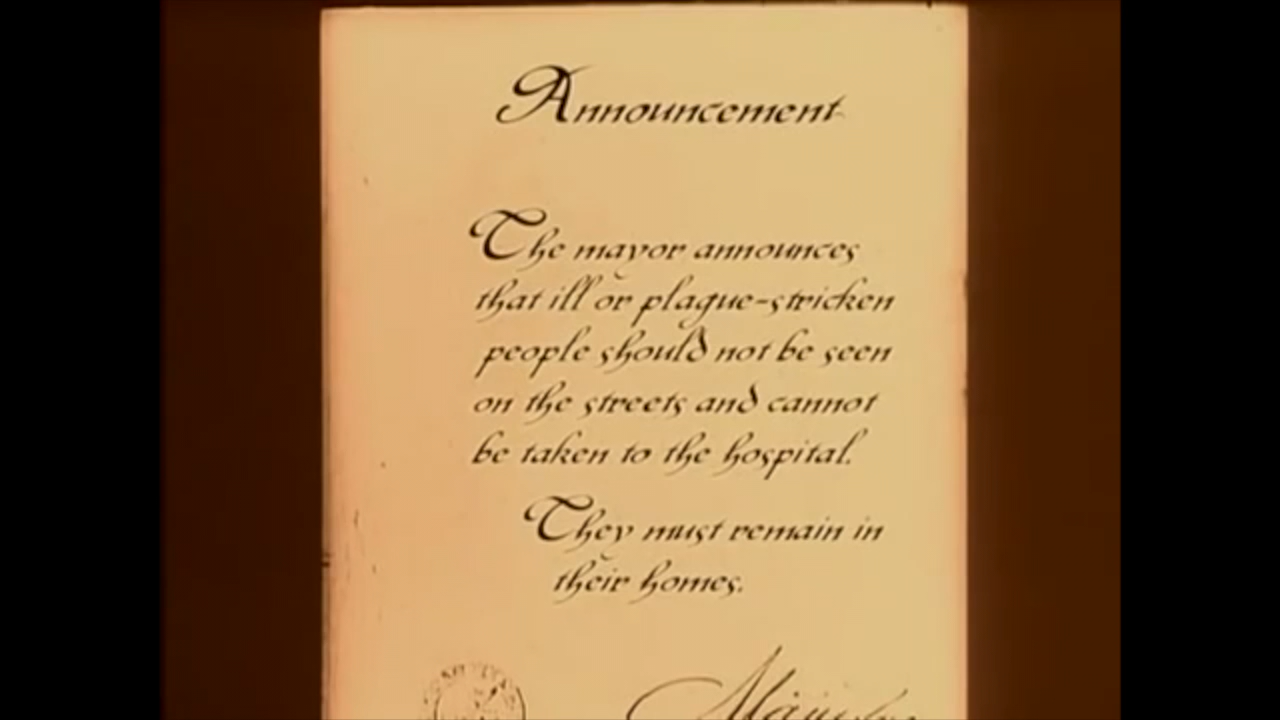 Announcement
The mayor announces
that ill or plague-stricken
people should not be seen
on the streets and cannot
be taken to the hospital.
They must remain in
their homes.